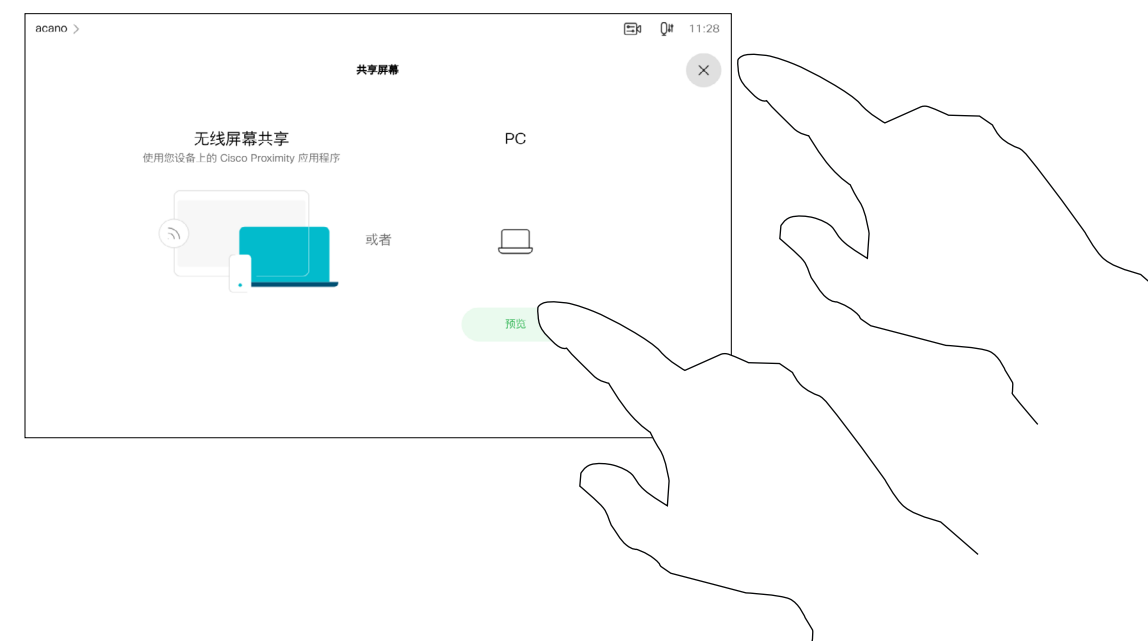 acano >
11:28
共享屏幕
无线屏幕共享
使用您设备上的 Cisco Proximity 应用程序
或者
PC
预览